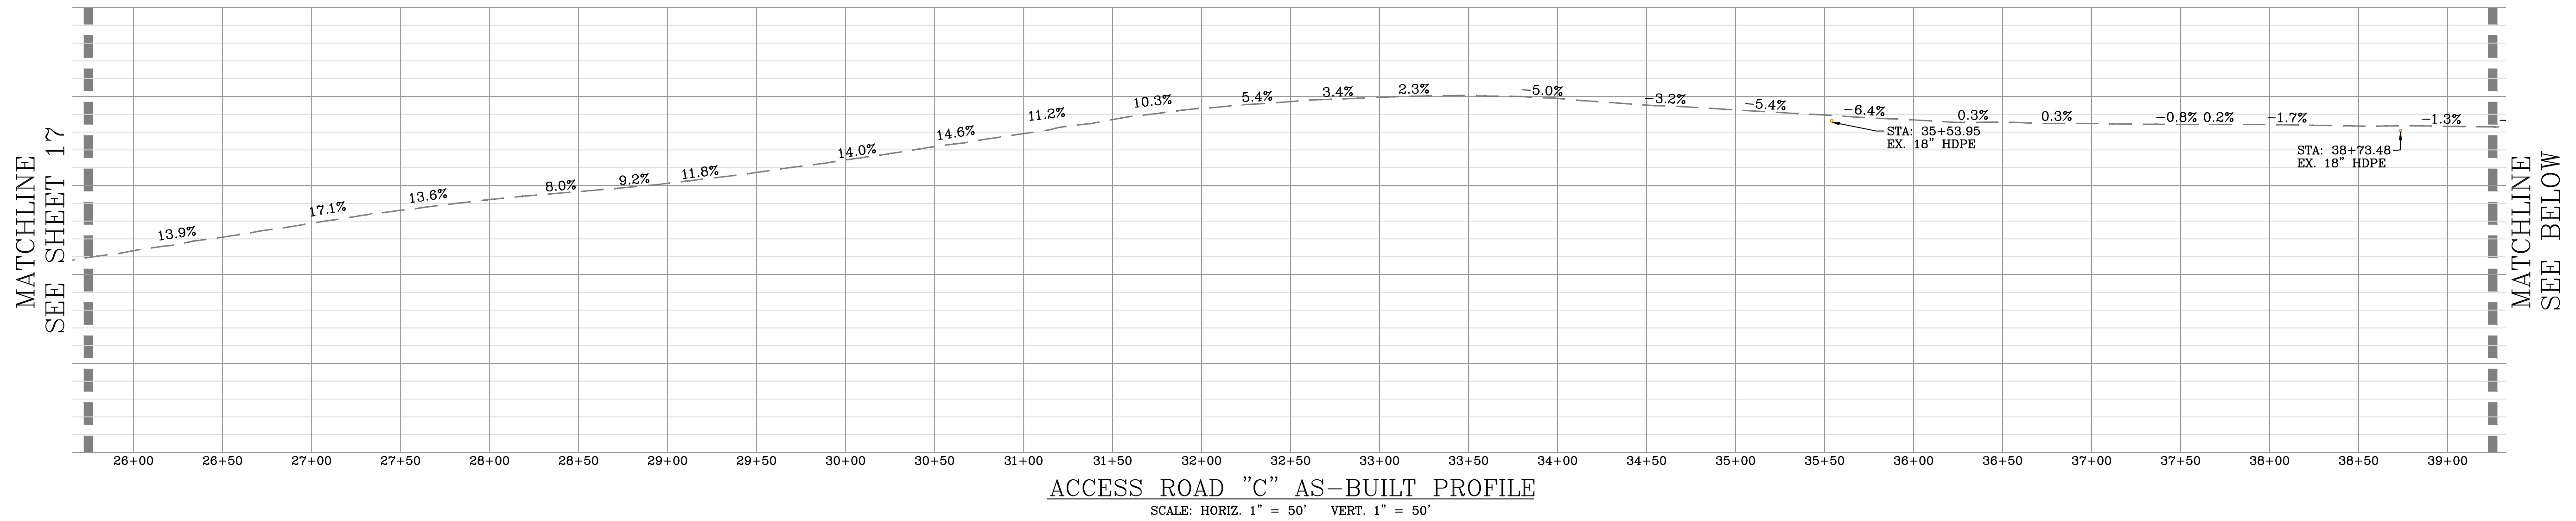 MATCHLINE
SEE SHEET 17
13.9%
17.1%
13.6%
8.0%
9.2%
11.8%
14.0%
14.6%
11.2%
10.3%
5.4%
3.4%
2.3%
-5.0%
-3.2%
-5.4%
-6.4%
0.3%
0.3%
-0.8% 0.2%
-1.7%
-1.3%
STA: 35+53.95
EX. 18" HDPE
STA: 38+73.48
EX. 18" HDPE
MATCHLINE
SEE BELOW
26+00 26+50 27+00 27+50 28+00 28+50 29+00 29+50 30+00 30+50 31+00 31+50 32+00 32+50 33+00 33+50 34+00 34+50 35+00 35+50 36+00 36+50 37+00 37+50 38+00 38+50 39+00
ACCESS ROAD "C" AS-BUILT PROFILE
SCALE: HORIZ. 1" = 50' VERT. 1" = 50'